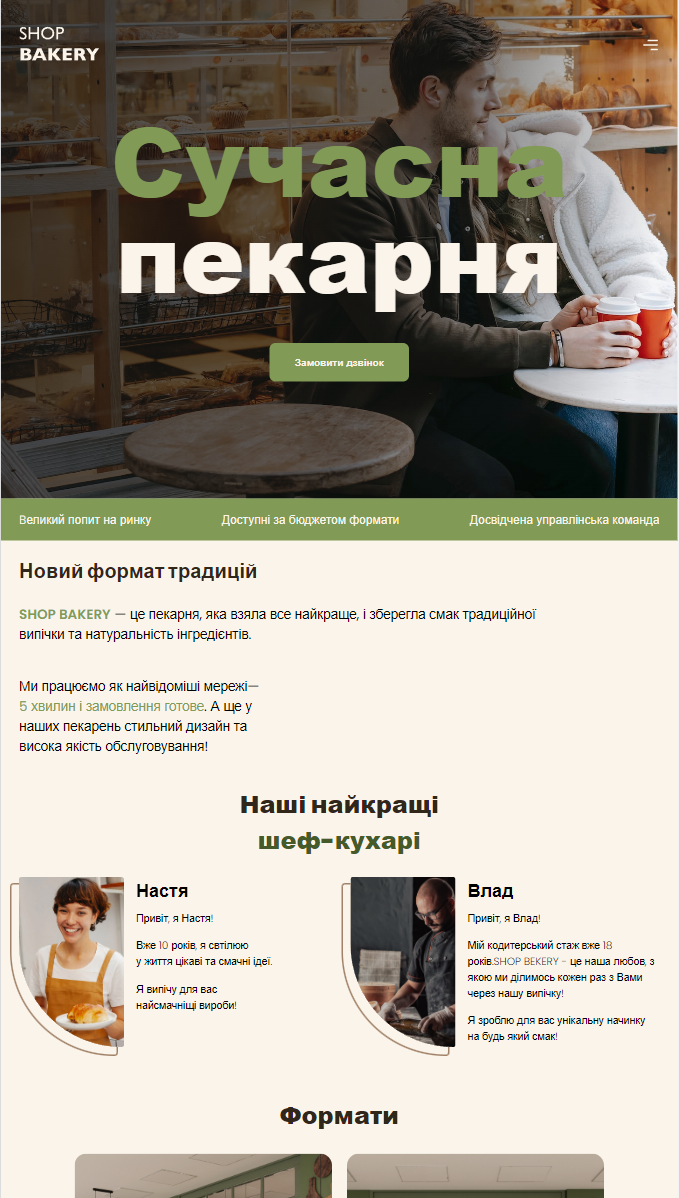 SHOP
BAKERY
Сучасна
пекарня
Замовити дзвінок
Великий попит на ринку
Доступні за бюджетом формати
Досвідчена управлінська команда
Новий формат традицій
SHOP BAKERY — це пекарня, яка взяла все найкраще, і зберегла смак традиційної
випічки та натуральність інгредієнтів.
Ми працюємо як найвідоміші мережі—
5 хвилин і замовлення готове. А ще у
наших пекарень стильний дизайн та
висока якість обслуговування!
Наші найкращі
шеф-кухарі
Настя
Привіт, я Настя!
Вже 10 років, я світлюю
у життя цікаві та смачні ідеї.
Я випічу для вас
найсмачніщі вироби!
Влад
Привіт, я Влад!
Мій кодитерський стаж вже 18
років.SHOP BEKERY - це наша любов, з
якою ми ділимось кожен раз з Вами
через нашу випічку!
Я зроблю для вас унікальну начинку
на будь який смак!
Формати